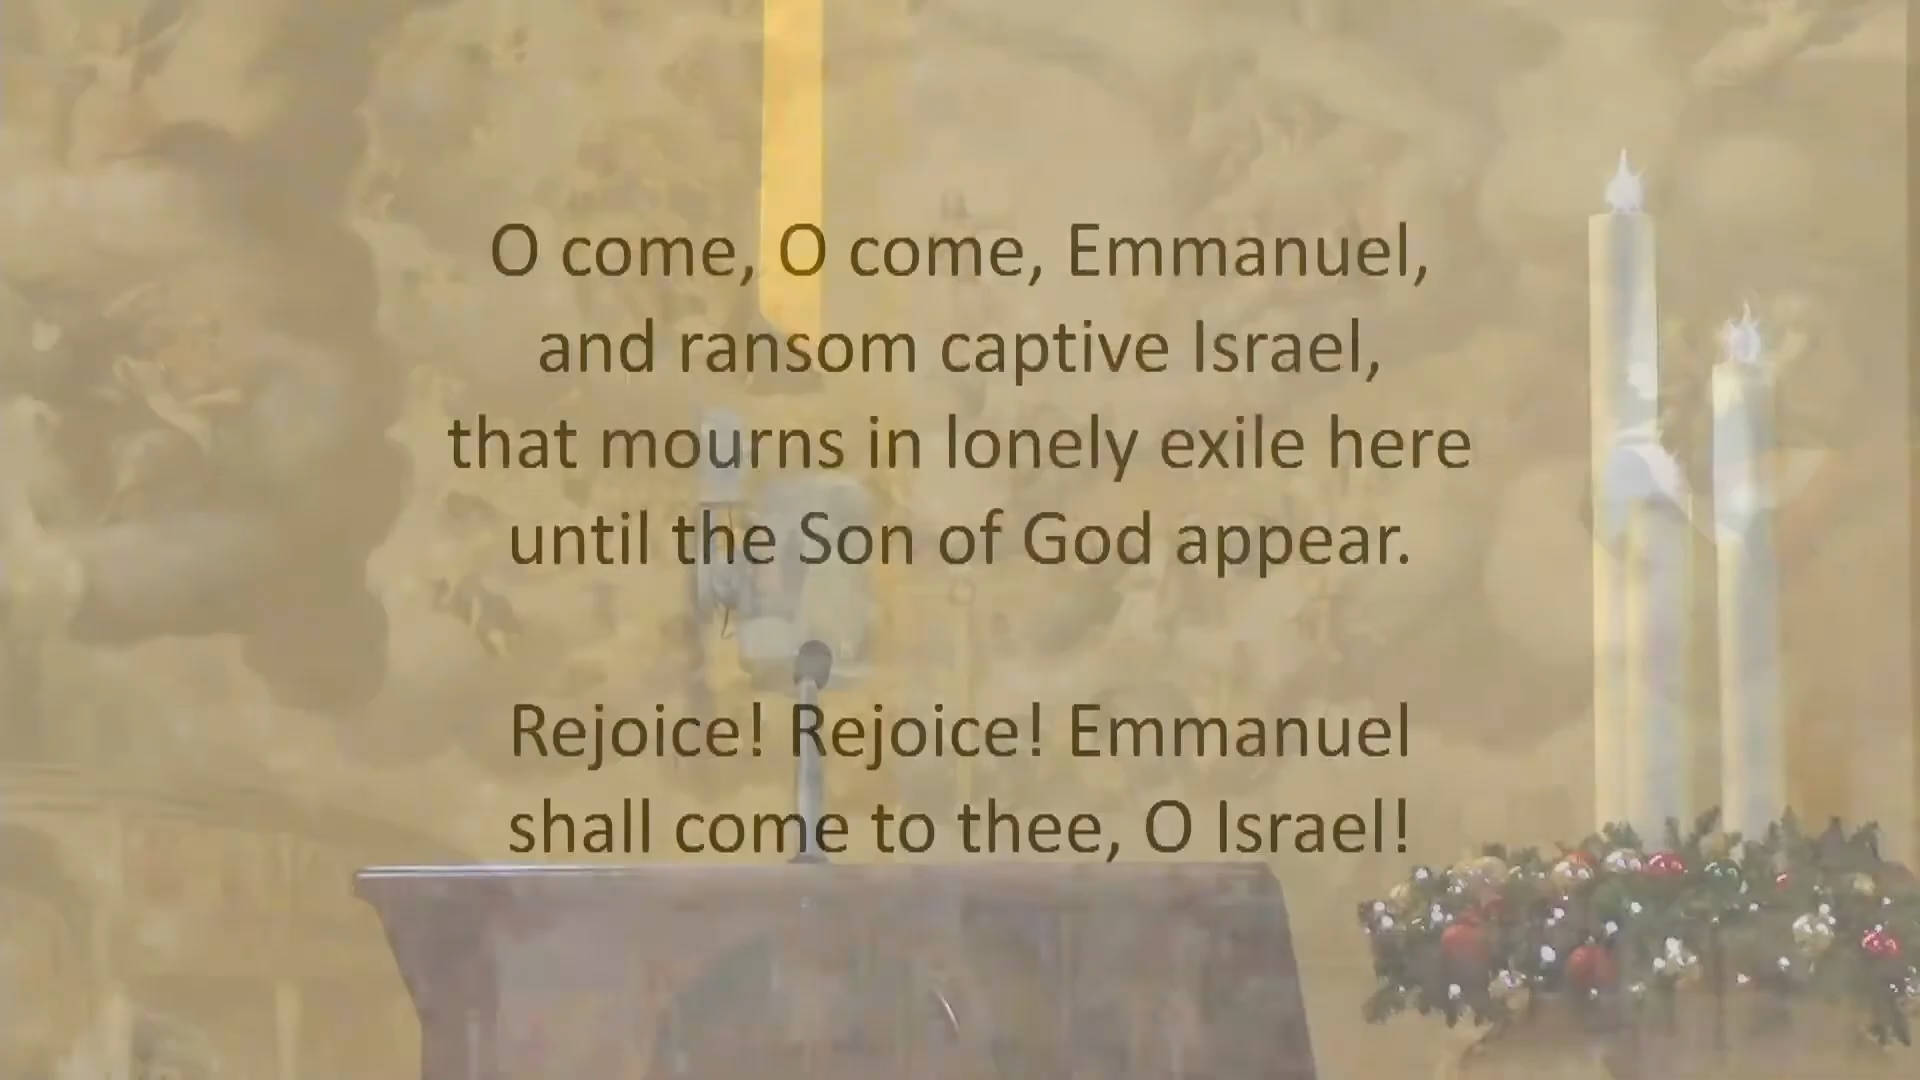 O come, O come, Emmanuel,
and ransom captive Israel,
that mourns in lonely exile here
until the Son of God appear.
Rejoice! Rejoice! Emmanuel
shall come to thee, O Israel!